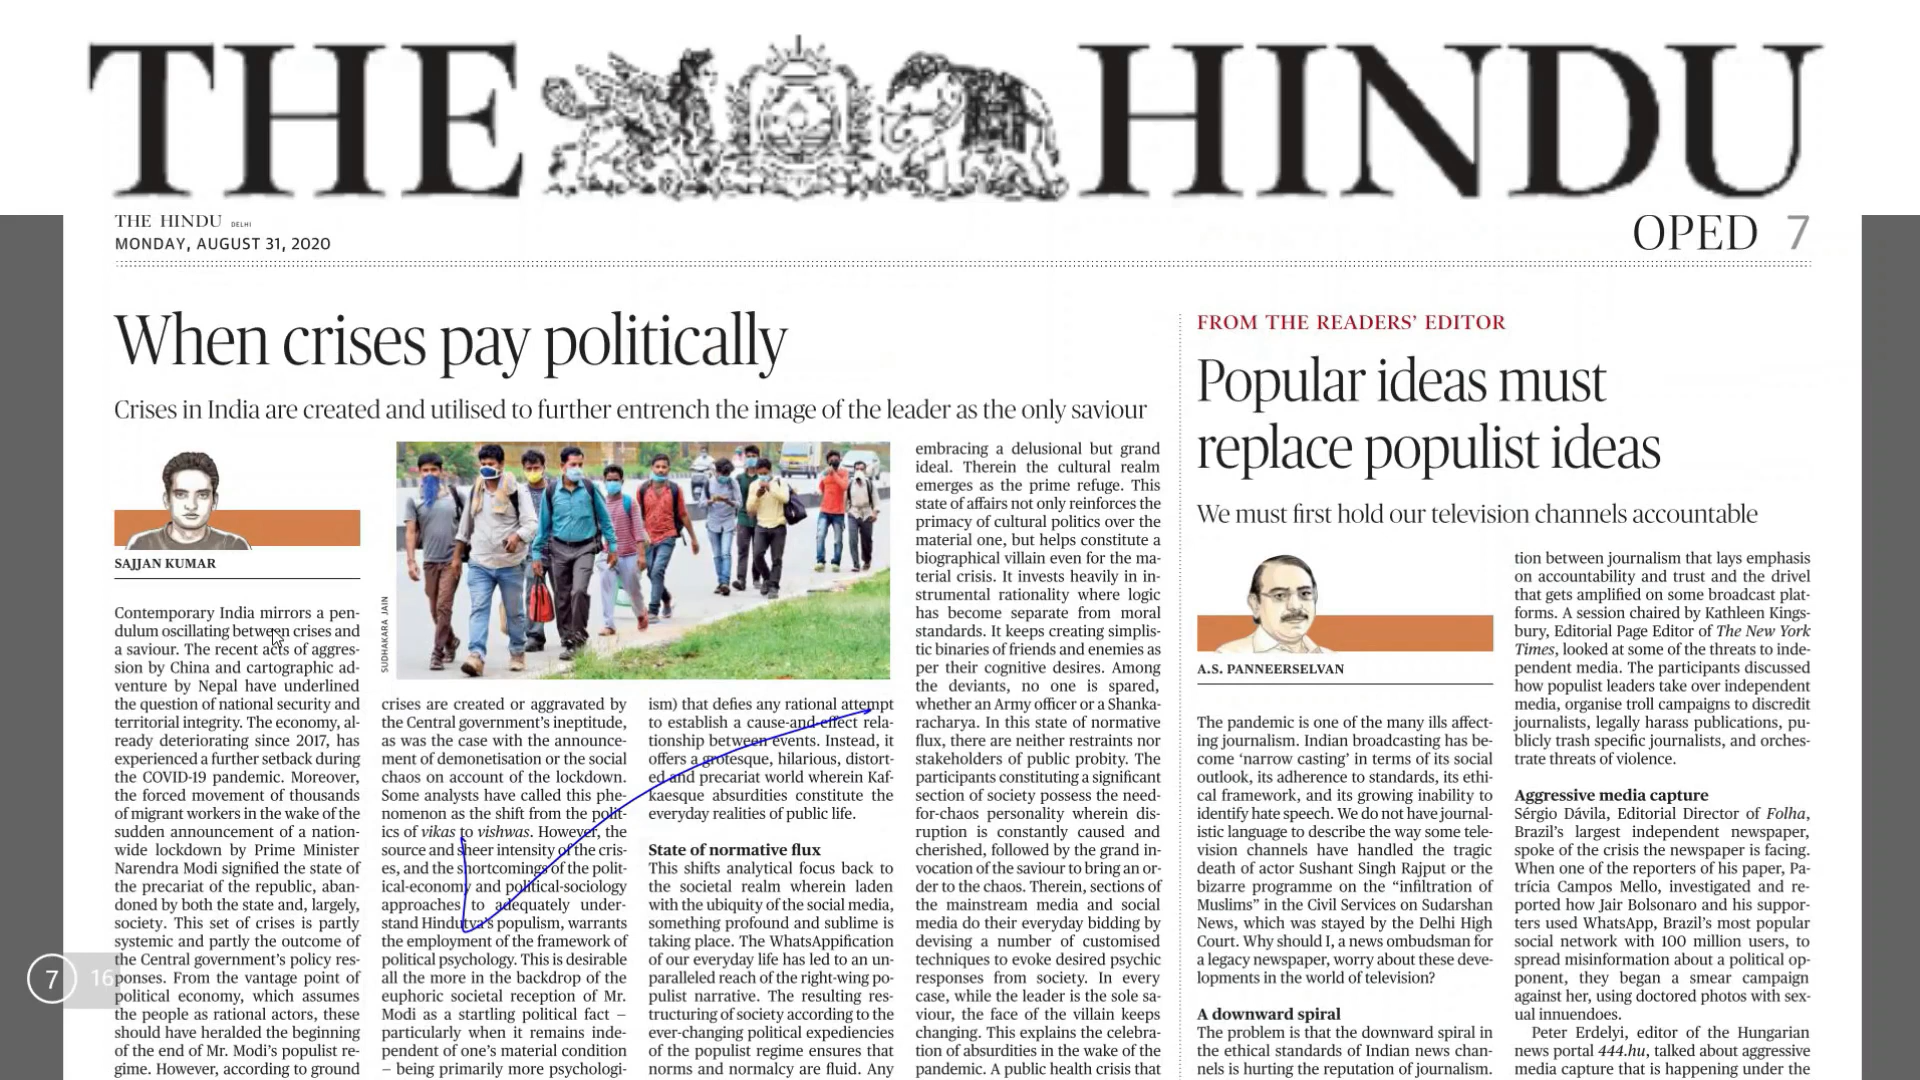 THE HINDU
THE HINDU DELHI
MONDAY, AUGUST 31, 2020
OPED 7
When crises pay politically
Crises in India are created and utilised to further entrench the image of the leader as the only saviour
SAJJAN KUMAR
Contemporary India mirrors a pen-
dulum oscillating between crises and
a saviour. The recent acts of aggres-
sion by China and cartographic ad-
venture by Nepal have underlined
the question of national security and
territorial integrity. The economy, al-
ready deteriorating since 2017, has
experienced a further setback during
the COVID-19 pandemic. Moreover,
the forced movement of thousands
of migrant workers in the wake of the
sudden announcement of a nation-
wide lockdown by Prime Minister
Narendra Modi signified the state of
the precariat of the republic, aban-
doned by both the state and, largely,
society. This set of crises is partly
systemic and partly the outcome of
the Central government's policy res-
ponses. From the vantage point of
political economy, which assumes
the people as rational actors, these
should have heralded the beginning
of the end of Mr. Modi's populist re-
gime. However, according to ground
SUDHAKARA JAIN
crises are created or aggravated by
the Central government's ineptitude,
as was the case with the announce-
ment of demonetisation or the social
chaos on account of the lockdown.
Some analysts have called this phe-
nomenon as the shift from the polit-
ics of vikas to vishwas. However, the
source and sheer intensity of the cris-
es, and the shortcomings of the polit-
ical-economy and political-sociology
approaches to adequately under-
stand Hindutva's populism, warrants
the employment of the framework of
political psychology. This is desirable
all the more in the backdrop of the
euphoric societal reception of Mr.
Modi as a startling political fact –
particularly when it remains inde-
pendent of one's material condition
– being primarily more psychologi-
ism) that defies any rational attempt
to establish a cause-and-effect rela-
tionship between events. Instead, it
offers a grotesque, hilarious, distort-
ed and precariat world wherein Kaf-
kaesque absurdities constitute the
everyday realities of public life.
State of normative flux
This shifts analytical focus back to
the societal realm wherein laden
with the ubiquity of the social media,
something profound and sublime is
taking place. The WhatsAppification
of our everyday life has led to an un-
paralleled reach of the right-wing po-
pulist narrative. The resulting res-
tructuring of society according to the
ever-changing political expediencies
of the populist regime ensures that
norms and normalcy are fluid. Any
embracing a delusional but grand
ideal. Therein the cultural realm
emerges as the prime refuge. This
state of affairs not only reinforces the
primacy of cultural politics over the
material one, but helps constitute a
biographical villain even for the ma-
terial crisis. It invests heavily in in-
strumental rationality where logic
has become separate from moral
standards. It keeps creating simplis-
tic binaries of friends and enemies as
per their cognitive desires. Among
the deviants, no one is spared,
whether an Army officer or a Shanka-
racharya. In this state of normative
flux, there are neither restraints nor
stakeholders of public probity. The
participants constituting a significant
section of society possess the need-
for-chaos personality wherein dis-
ruption is constantly caused and
cherished, followed by the grand in-
vocation of the saviour to bring an or-
der to the chaos. Therein, sections of
the mainstream media and social
media do their everyday bidding by
devising a number of customised
techniques to evoke desired psychic
responses from society. In every
case, while the leader is the sole sa-
viour, the face of the villain keeps
changing. This explains the celebra-
tion of absurdities in the wake of the
pandemic. A public health crisis that
FROM THE READERS' EDITOR
Popular ideas must
replace populist ideas
We must first hold our television channels accountable
A.S. PANNEERSELVAN
The pandemic is one of the many ills affect-
ing journalism. Indian broadcasting has be-
come 'narrow casting' in terms of its social
outlook, its adherence to standards, its ethi-
cal framework, and its growing inability to
identify hate speech. We do not have journal-
istic language to describe the way some tele-
vision channels have handled the tragic
death of actor Sushant Singh Rajput or the
bizarre programme on the "infiltration of
Muslims" in the Civil Services on Sudarshan
News, which was stayed by the Delhi High
Court. Why should I, a news ombudsman for
a legacy newspaper, worry about these deve-
lopments in the world of television?
A downward spiral
The problem is that the downward spiral in
the ethical standards of Indian news chan-
nels is hurting the reputation of journalism.
tion between journalism that lays emphasis
on accountability and trust and the drivel
that gets amplified on some broadcast plat-
forms. A session chaired by Kathleen Kings-
bury, Editorial Page Editor of The New York
Times, looked at some of the threats to inde-
pendent media. The participants discussed
how populist leaders take over independent
media, organise troll campaigns to discredit
journalists, legally harass publications, pu-
blicly trash specific journalists, and orches-
trate threats of violence.
Aggressive media capture
Sérgio Dávila, Editorial Director of Folha,
Brazil's largest independent newspaper,
spoke of the crisis the newspaper is facing.
When one of the reporters of his paper, Pa-
trícia Campos Mello, investigated and re-
ported how Jair Bolsonaro and his suppor-
ters used WhatsApp, Brazil's most popular
social network with 100 million users, to
spread misinformation about a political op-
ponent, they began a smear campaign
against her, using doctored photos with sex-
ual innuendoes.
Peter Erdelyi, editor of the Hungarian
news portal 444.hu, talked about aggressive
media capture that is happening under the
7 16